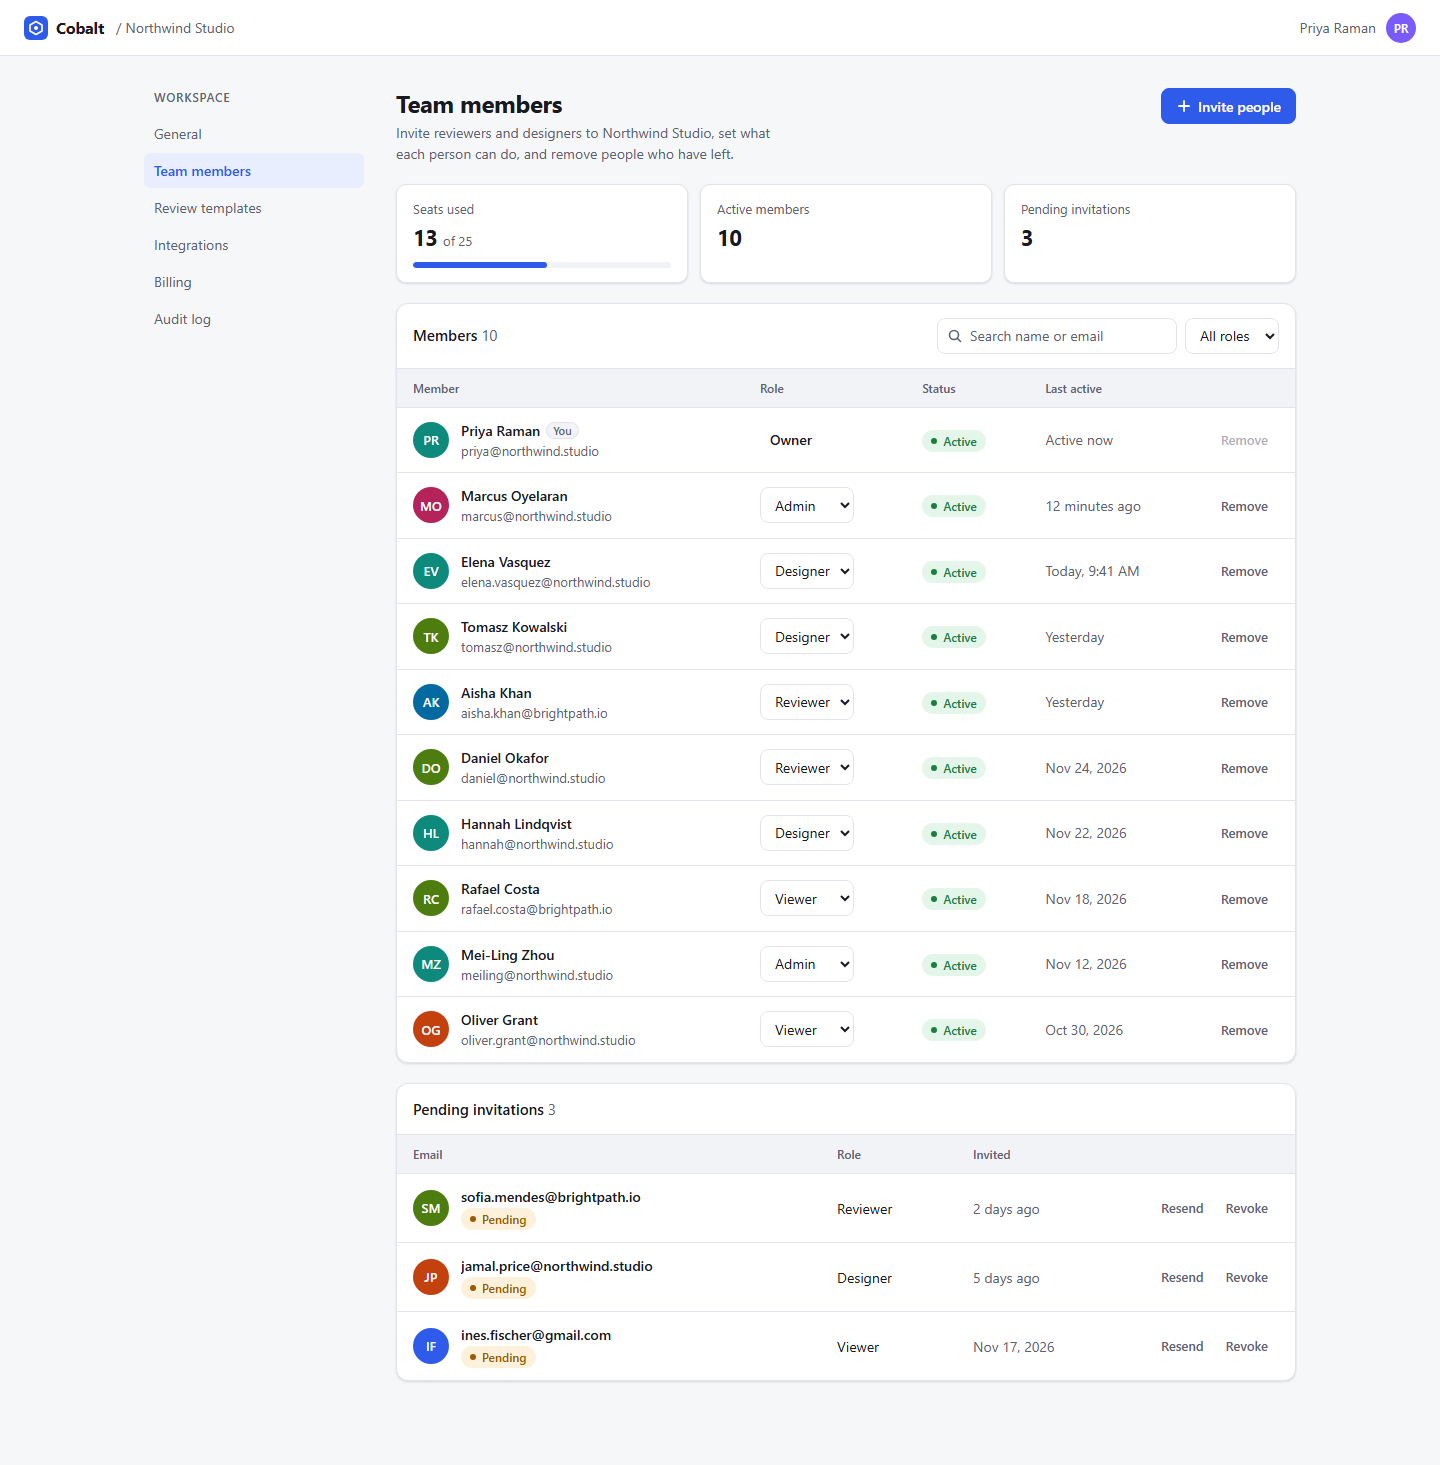 Cobalt / Northwind Studio
Priya Raman PR
WORKSPACE
General
Team members
Review templates
Integrations
Billing
Audit log
Team members
Invite reviewers and designers to Northwind Studio, set what
each person can do, and remove people who have left.
Invite people
Seats used
13 of 25
Active members
10
Pending invitations
3
Members 10
Search name or email
All roles
Member Role Status Last active
PR Priya Raman You
priya@northwind.studio
Owner Active Active now Remove
MO Marcus Oyelaran
marcus@northwind.studio
Admin Active 12 minutes ago Remove
EV Elena Vasquez
elena.vasquez@northwind.studio
Designer Active Today, 9:41 AM Remove
TK Tomasz Kowalski
tomasz@northwind.studio
Designer Active Yesterday Remove
AK Aisha Khan
aisha.khan@brightpath.io
Reviewer Active Yesterday Remove
DO Daniel Okafor
daniel@northwind.studio
Reviewer Active Nov 24, 2026 Remove
HL Hannah Lindqvist
hannah@northwind.studio
Designer Active Nov 22, 2026 Remove
RC Rafael Costa
rafael.costa@brightpath.io
Viewer Active Nov 18, 2026 Remove
MZ Mei-Ling Zhou
meiling@northwind.studio
Admin Active Nov 12, 2026 Remove
OG Oliver Grant
oliver.grant@northwind.studio
Viewer Active Oct 30, 2026 Remove
Pending invitations 3
Email Role Invited
SM sofia.mendes@brightpath.io
Pending
Reviewer 2 days ago Resend Revoke
JP jamal.price@northwind.studio
Pending
Designer 5 days ago Resend Revoke
IF ines.fischer@gmail.com
Pending
Viewer Nov 17, 2026 Resend Revoke